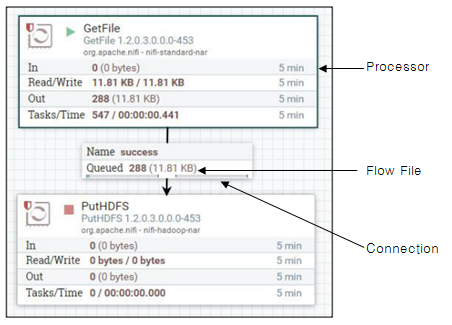 GetFile
GetFile 1.2.0.3.0.0.0-453
org.apache.nifi - nifi-standard-nar
In 0 (0 bytes) 5 min
Read/Write 11.81 KB / 11.81 KB 5 min
Out 288 (11.81 KB) 5 min
Tasks/Time 547 / 00:00:00.441 5 min
Processor
Name success
Queued 288 (11.81 KB)
Flow File
PutHDFS
PutHDFS 1.2.0.3.0.0.0-453
org.apache.nifi - nifi-hadoop-nar
Connection
In 0 (0 bytes) 5 min
Read/Write 0 bytes / 0 bytes 5 min
Out 0 (0 bytes) 5 min
Tasks/Time 0 / 00:00:00.000 5 min